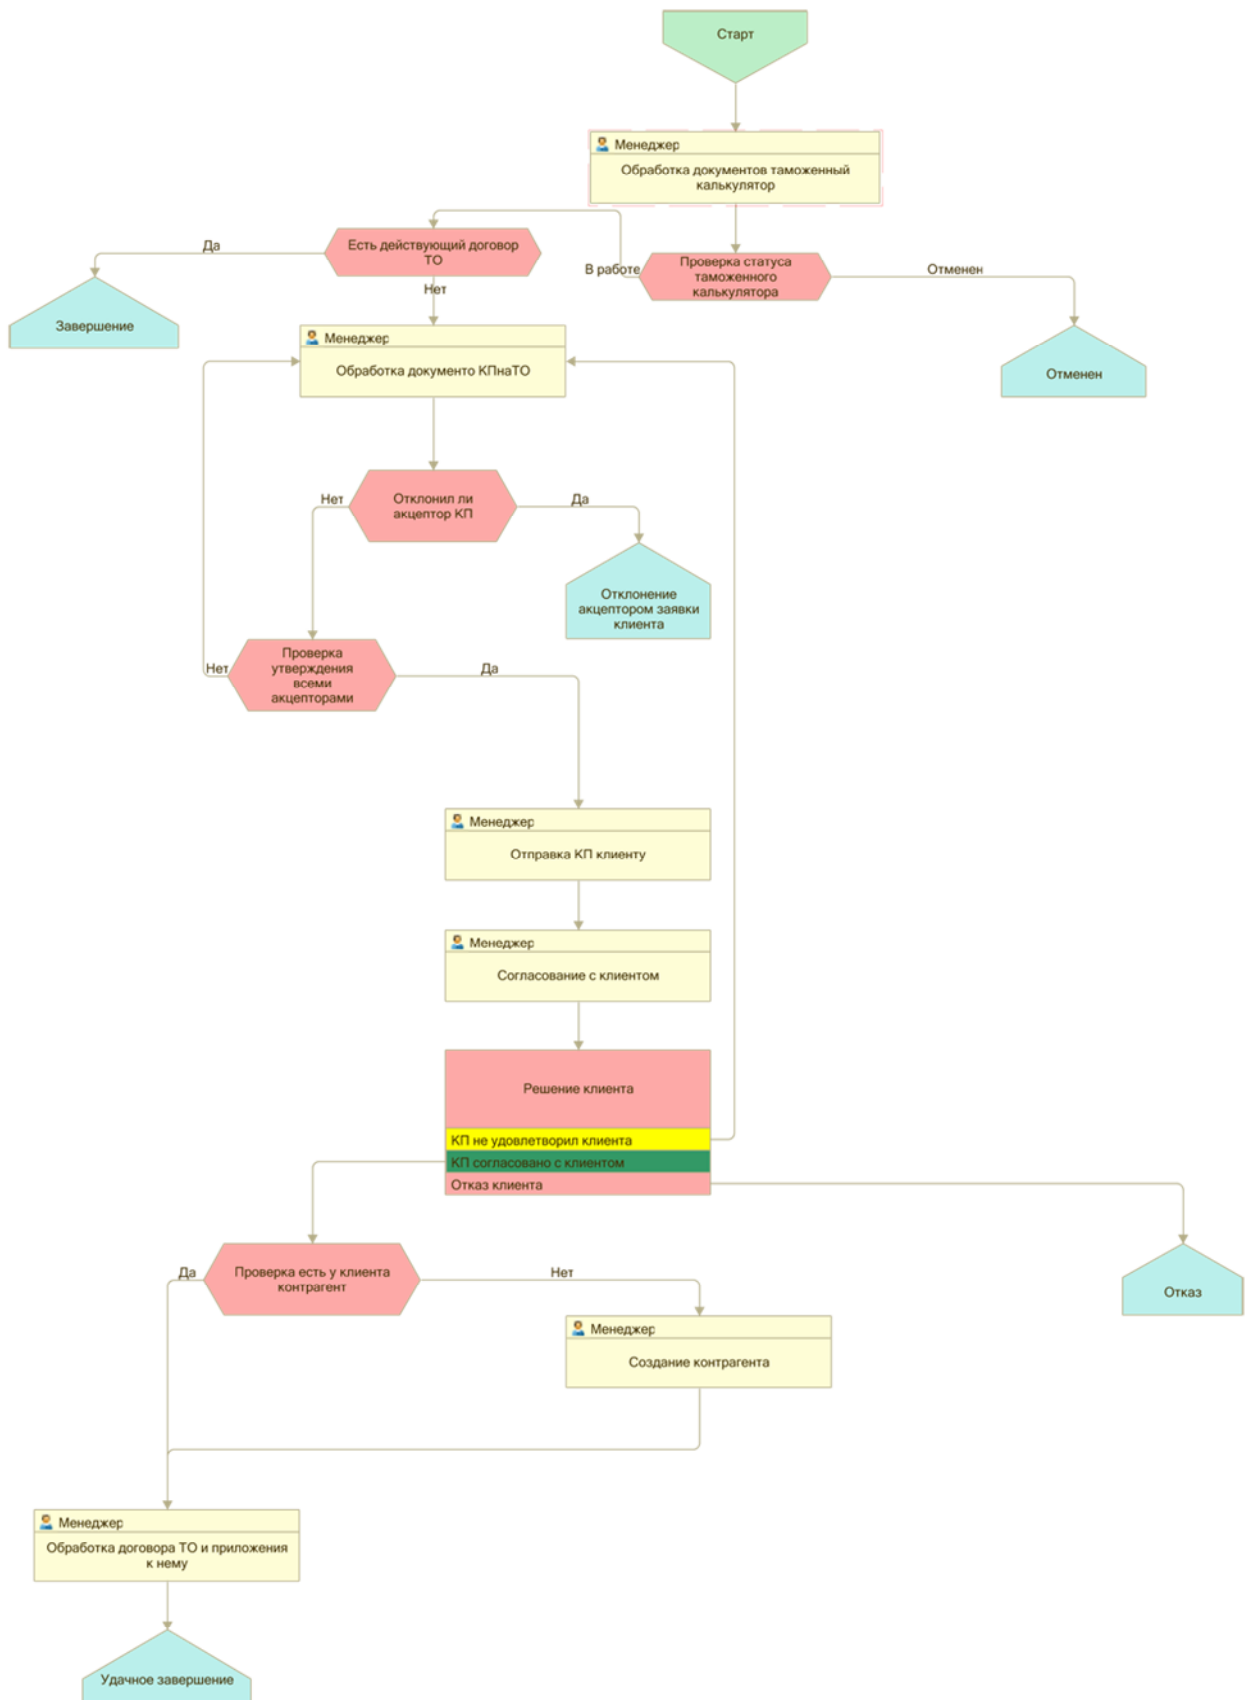 Старт
Менеджер
Обработка документов таможенный
калькулятор
Есть действующий договор
ТО
Да
Нет
Проверка статуса
таможенного
калькулятора
В работе
Отменен
Завершение
Отменен
Менеджер
Обработка документо КПнаТО
Отклонил ли
акцептор КП
Нет
Да
Отклонение
акцептором заявки
клиента
Проверка
утверждения
всеми
акцепторами
Нет
Да
Менеджер
Отправка КП клиенту
Менеджер
Согласование с клиентом
Решение клиента
КП не удовлетворил клиента
КП согласовано с клиентом
Отказ клиента
Проверка есть у клиента
контрагент
Да
Нет
Отказ
Менеджер
Создание контрагента
Менеджер
Обработка договора ТО и приложения
к нему
Удачное завершение